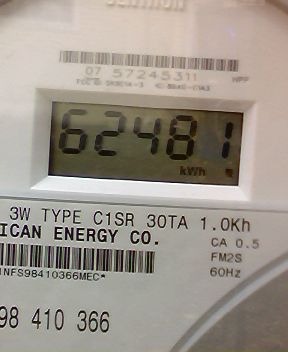 07 57245311
62481
kWh
3W TYPE C1SR 30TA 1.0Kh
ICAN ENERGY CO.
CA 0.5
FM2S
60Hz
NFS98410366MEC*
98 410 366